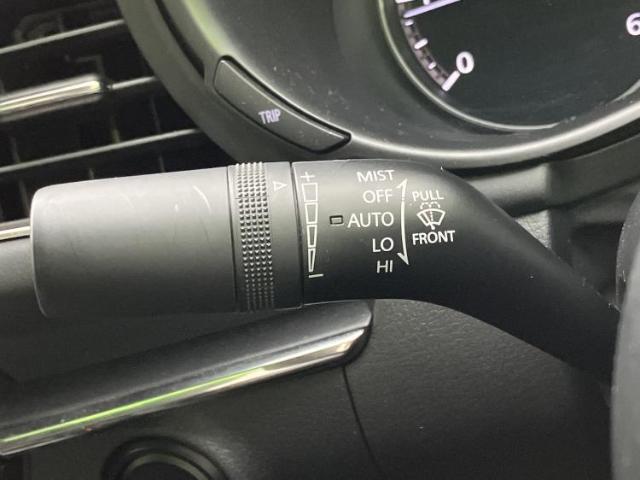 0
6
TRIP
MIST
OFF
AUTO
LO
HI
PULL
FRONT
+
−